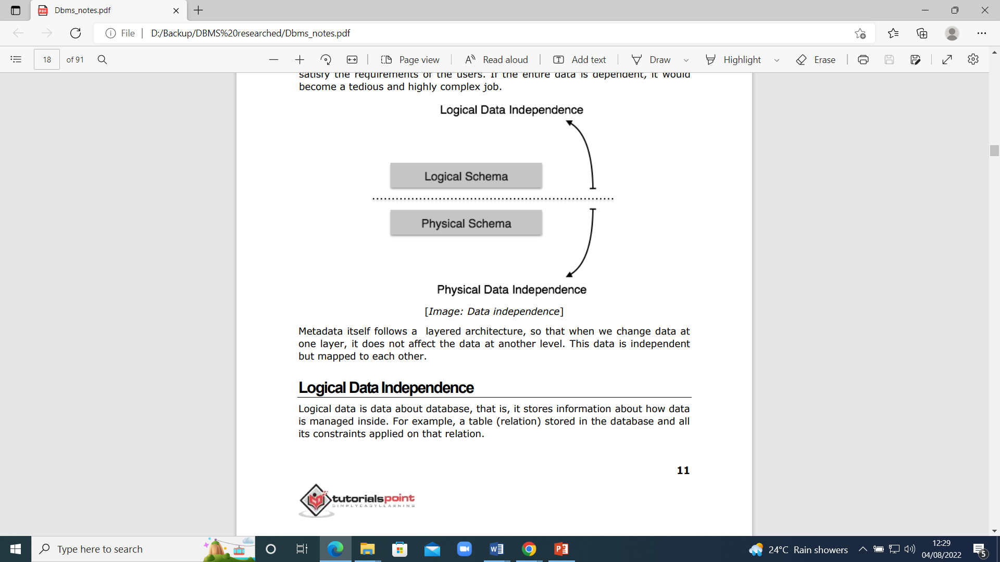 Dbms_notes.pdf
File
D:/Backup/DBMS%20researched/Dbms_notes.pdf
18 of 91
Page view
Read aloud
Add text
Draw
Highlight
Erase
satisfy the requirements of the users. If the entire data is dependent, it would
become a tedious and highly complex job.
Logical Data Independence
Logical Schema
Physical Schema
Physical Data Independence
[Image: Data independence]
Metadata itself follows a layered architecture, so that when we change data at
one layer, it does not affect the data at another level. This data is independent
but mapped to each other.
Logical Data Independence
Logical data is data about database, that is, it stores information about how data
is managed inside. For example, a table (relation) stored in the database and all
its constraints applied on that relation.
11
tutorialspoint
SIMPLYEASYLEARNING
Type here to search
24°C Rain showers
12:29
04/08/2022
5